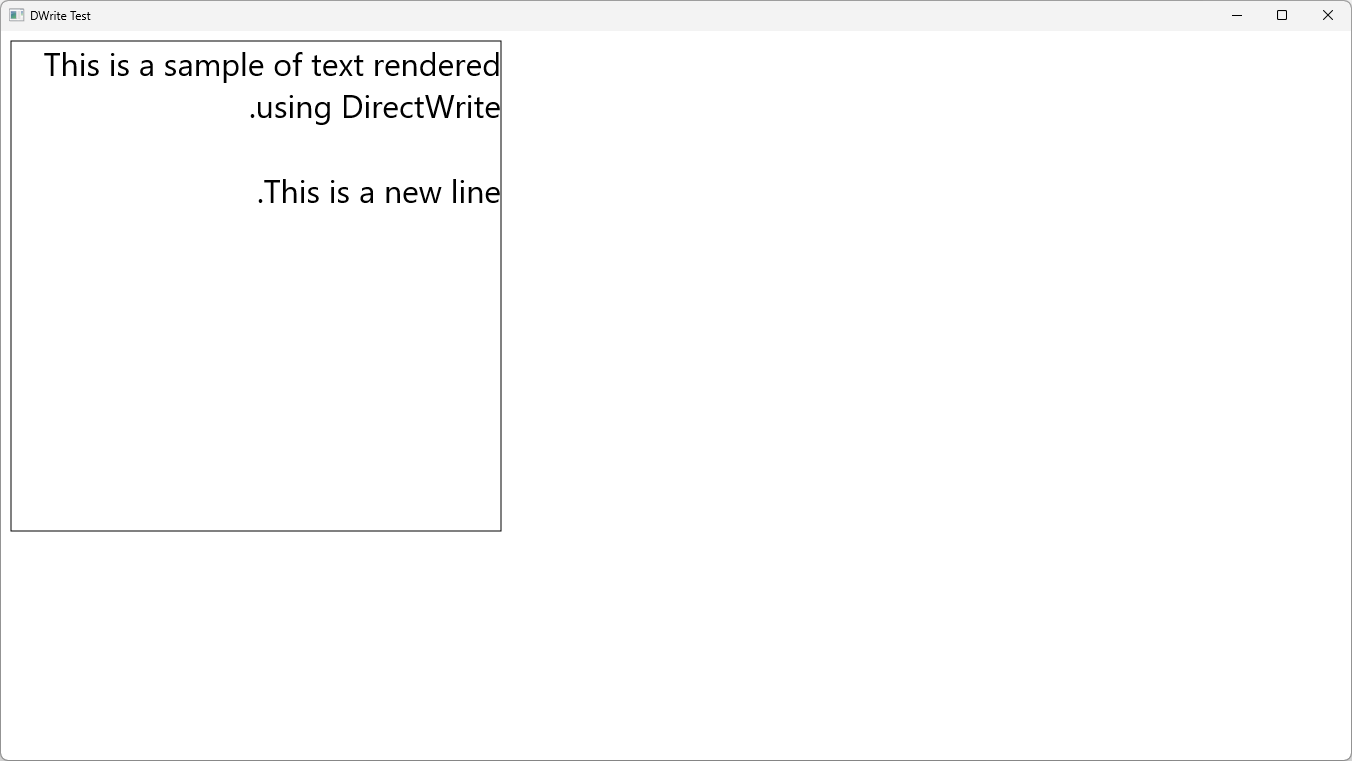 DWrite Test
This is a sample of text rendered
.using DirectWrite
.This is a new line